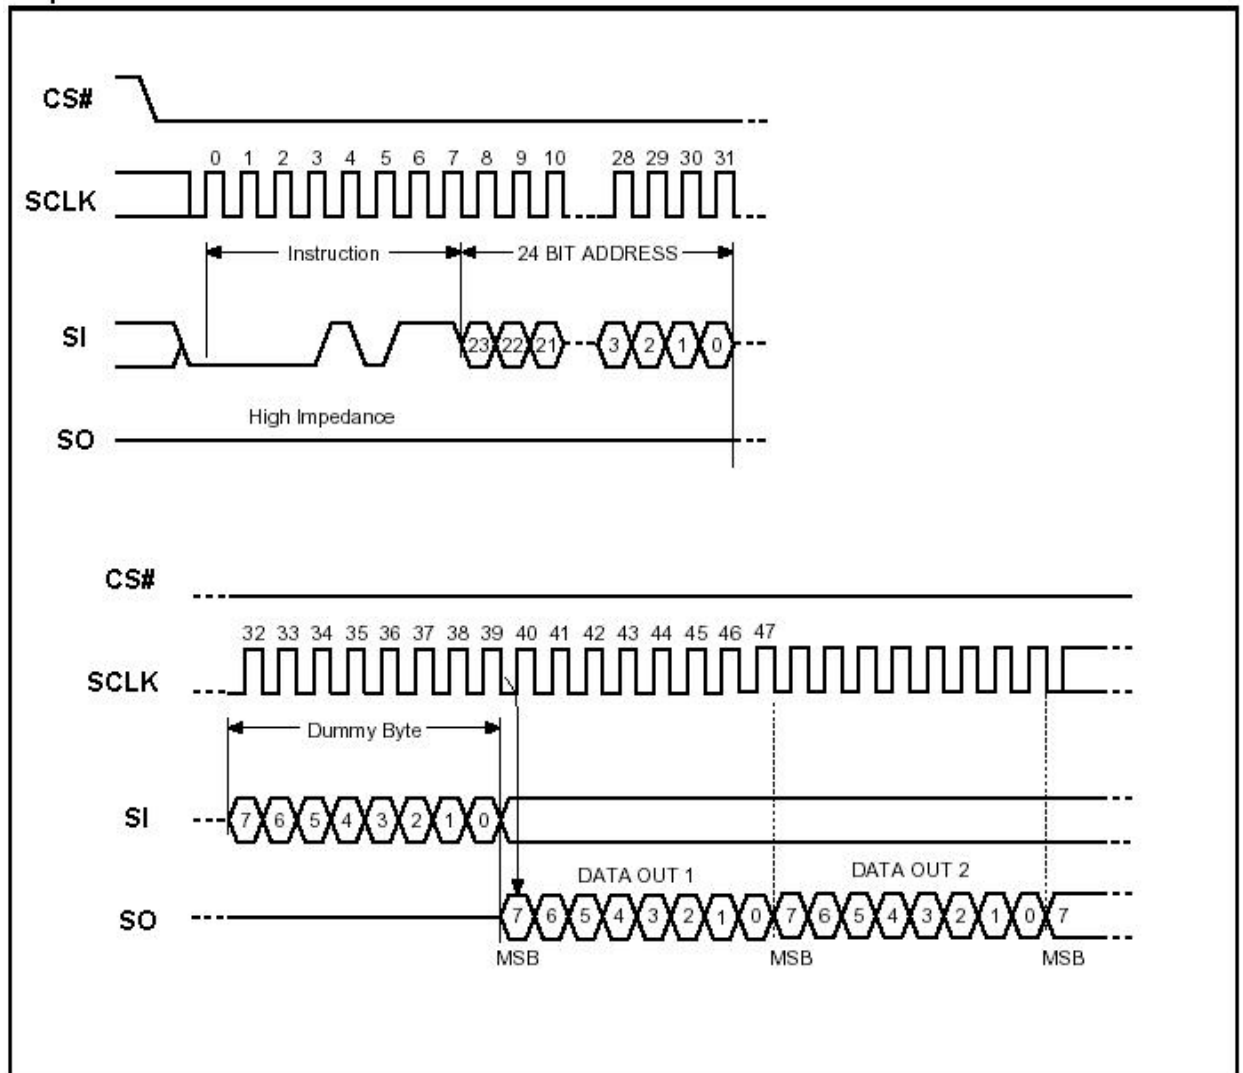 CS#
0 1 2 3 4 5 6 7 8 9 10 28 29 30 31
SCLK
Instruction 24 BIT ADDRESS
SI
23 22 21 3 2 1 0
High Impedance
SO
CS#
32 33 34 35 36 37 38 39 40 41 42 43 44 45 46 47
SCLK
Dummy Byte
SI
7 6 5 4 3 2 1 0
DATA OUT 1 DATA OUT 2
SO
7 6 5 4 3 2 1 0 7 6 5 4 3 2 1 0 7
MSB MSB MSB